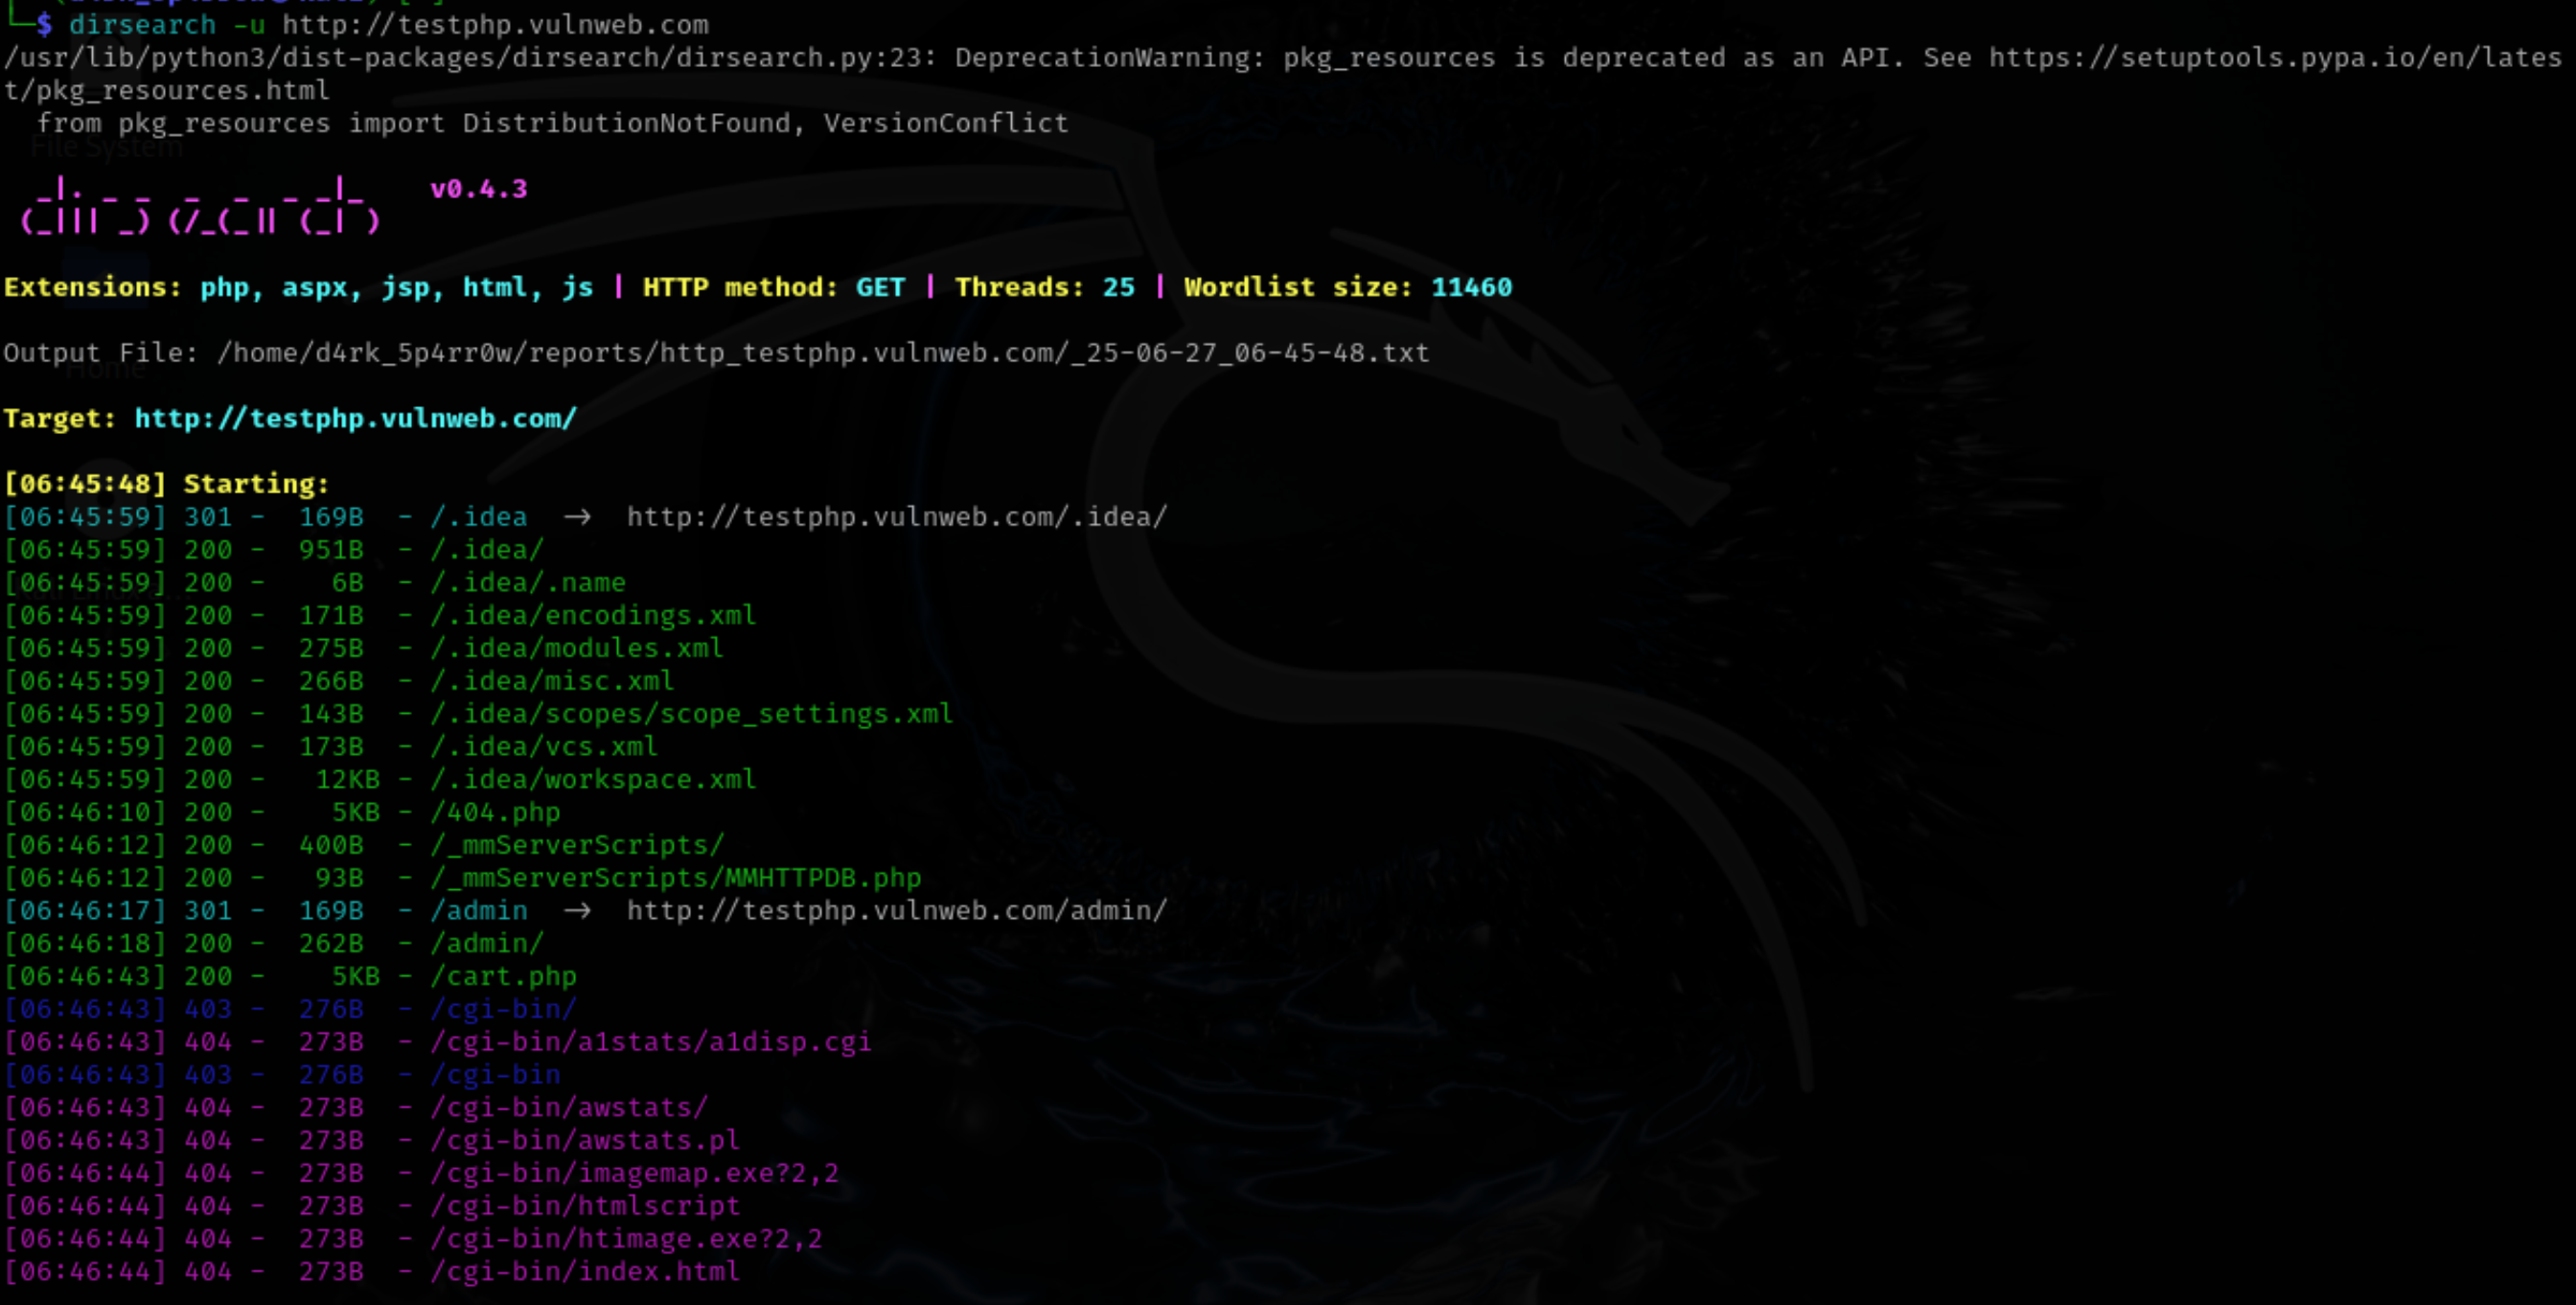 └─$ dirsearch -u http://testphp.vulnweb.com
/usr/lib/python3/dist-packages/dirsearch/dirsearch.py:23: DeprecationWarning: pkg_resources is deprecated as an API. See https://setuptools.pypa.io/en/lates
t/pkg_resources.html
  from pkg_resources import DistributionNotFound, VersionConflict
File System
v0.4.3
Extensions: php, aspx, jsp, html, js | HTTP method: GET | Threads: 25 | Wordlist size: 11460
Output File: /home/d4rk_5p4rr0w/reports/http_testphp.vulnweb.com/_25-06-27_06-45-48.txt
Home
Target: http://testphp.vulnweb.com/
[06:45:48] Starting:
[06:45:59] 301 -  169B  - /.idea  →  http://testphp.vulnweb.com/.idea/
[06:45:59] 200 -  951B  - /.idea/
[06:45:59] 200 -    6B  - /.idea/.name
[06:45:59] 200 -  171B  - /.idea/encodings.xml
[06:45:59] 200 -  275B  - /.idea/modules.xml
[06:45:59] 200 -  266B  - /.idea/misc.xml
[06:45:59] 200 -  143B  - /.idea/scopes/scope_settings.xml
[06:45:59] 200 -  173B  - /.idea/vcs.xml
[06:45:59] 200 -   12KB - /.idea/workspace.xml
[06:46:10] 200 -    5KB - /404.php
[06:46:12] 200 -  400B  - /_mmServerScripts/
[06:46:12] 200 -   93B  - /_mmServerScripts/MMHTTPDB.php
[06:46:17] 301 -  169B  - /admin  →  http://testphp.vulnweb.com/admin/
[06:46:18] 200 -  262B  - /admin/
[06:46:43] 200 -    5KB - /cart.php
[06:46:43] 403 -  276B  - /cgi-bin/
[06:46:43] 404 -  273B  - /cgi-bin/a1stats/a1disp.cgi
[06:46:43] 403 -  276B  - /cgi-bin
[06:46:43] 404 -  273B  - /cgi-bin/awstats/
[06:46:43] 404 -  273B  - /cgi-bin/awstats.pl
[06:46:44] 404 -  273B  - /cgi-bin/imagemap.exe?2,2
[06:46:44] 404 -  273B  - /cgi-bin/htmlscript
[06:46:44] 404 -  273B  - /cgi-bin/htimage.exe?2,2
[06:46:44] 404 -  273B  - /cgi-bin/index.html